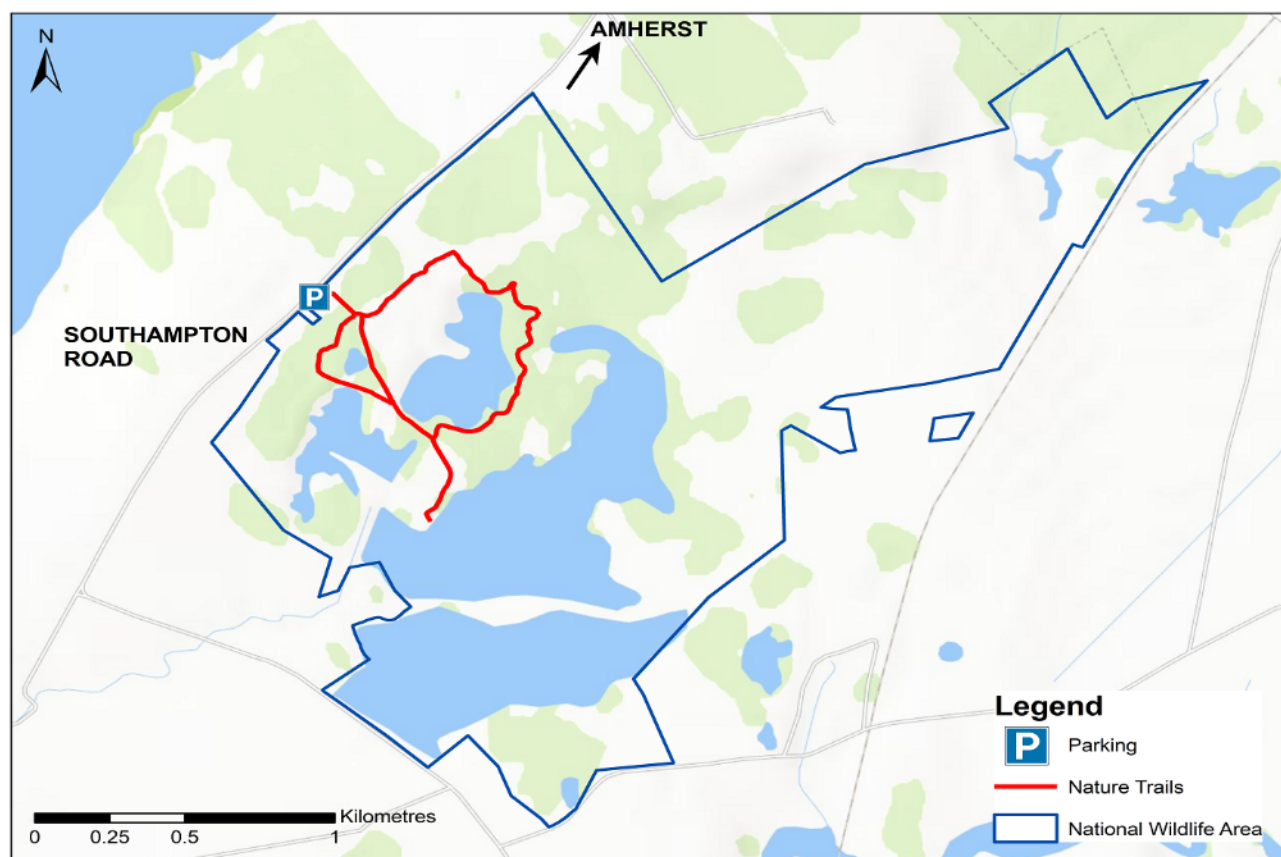 N
AMHERST
P
SOUTHAMPTON
ROAD
Legend
P Parking
Nature Trails
National Wildlife Area
Kilometres
0 0.25 0.5 1